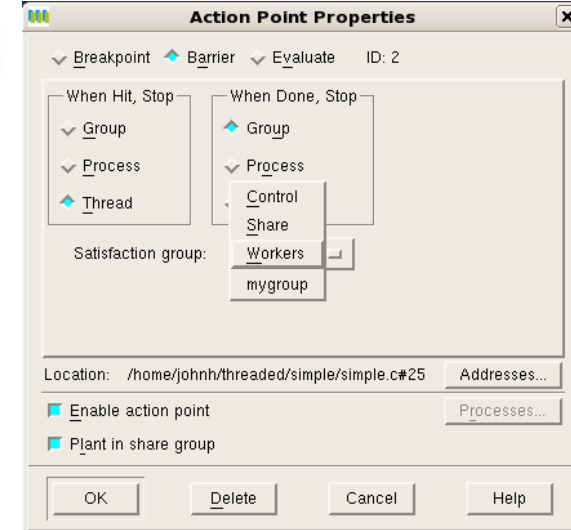 Action Point Properties
Breakpoint Barrier Evaluate ID: 2
When Hit, Stop When Done, Stop
Group Group
Process Process
Thread
Control
Share
Satisfaction group: Workers
mygroup
Location: /home/johnh/threaded/simple/simple.c#25 Addresses...
Enable action point Processes...
Plant in share group
OK Delete Cancel Help